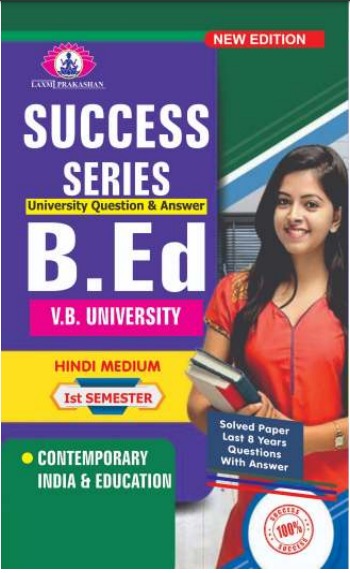 NEW EDITION
LAXMI PRAKASHAN
SUCCESS
SERIES
University Question & Answer
B.Ed
V.B. UNIVERSITY
HINDI MEDIUM
Ist SEMESTER
Solved Paper
Last 8 Years
Questions
With Answer
CONTEMPORARY
INDIA & EDUCATION
SUCCESS
100%
SUCCESS